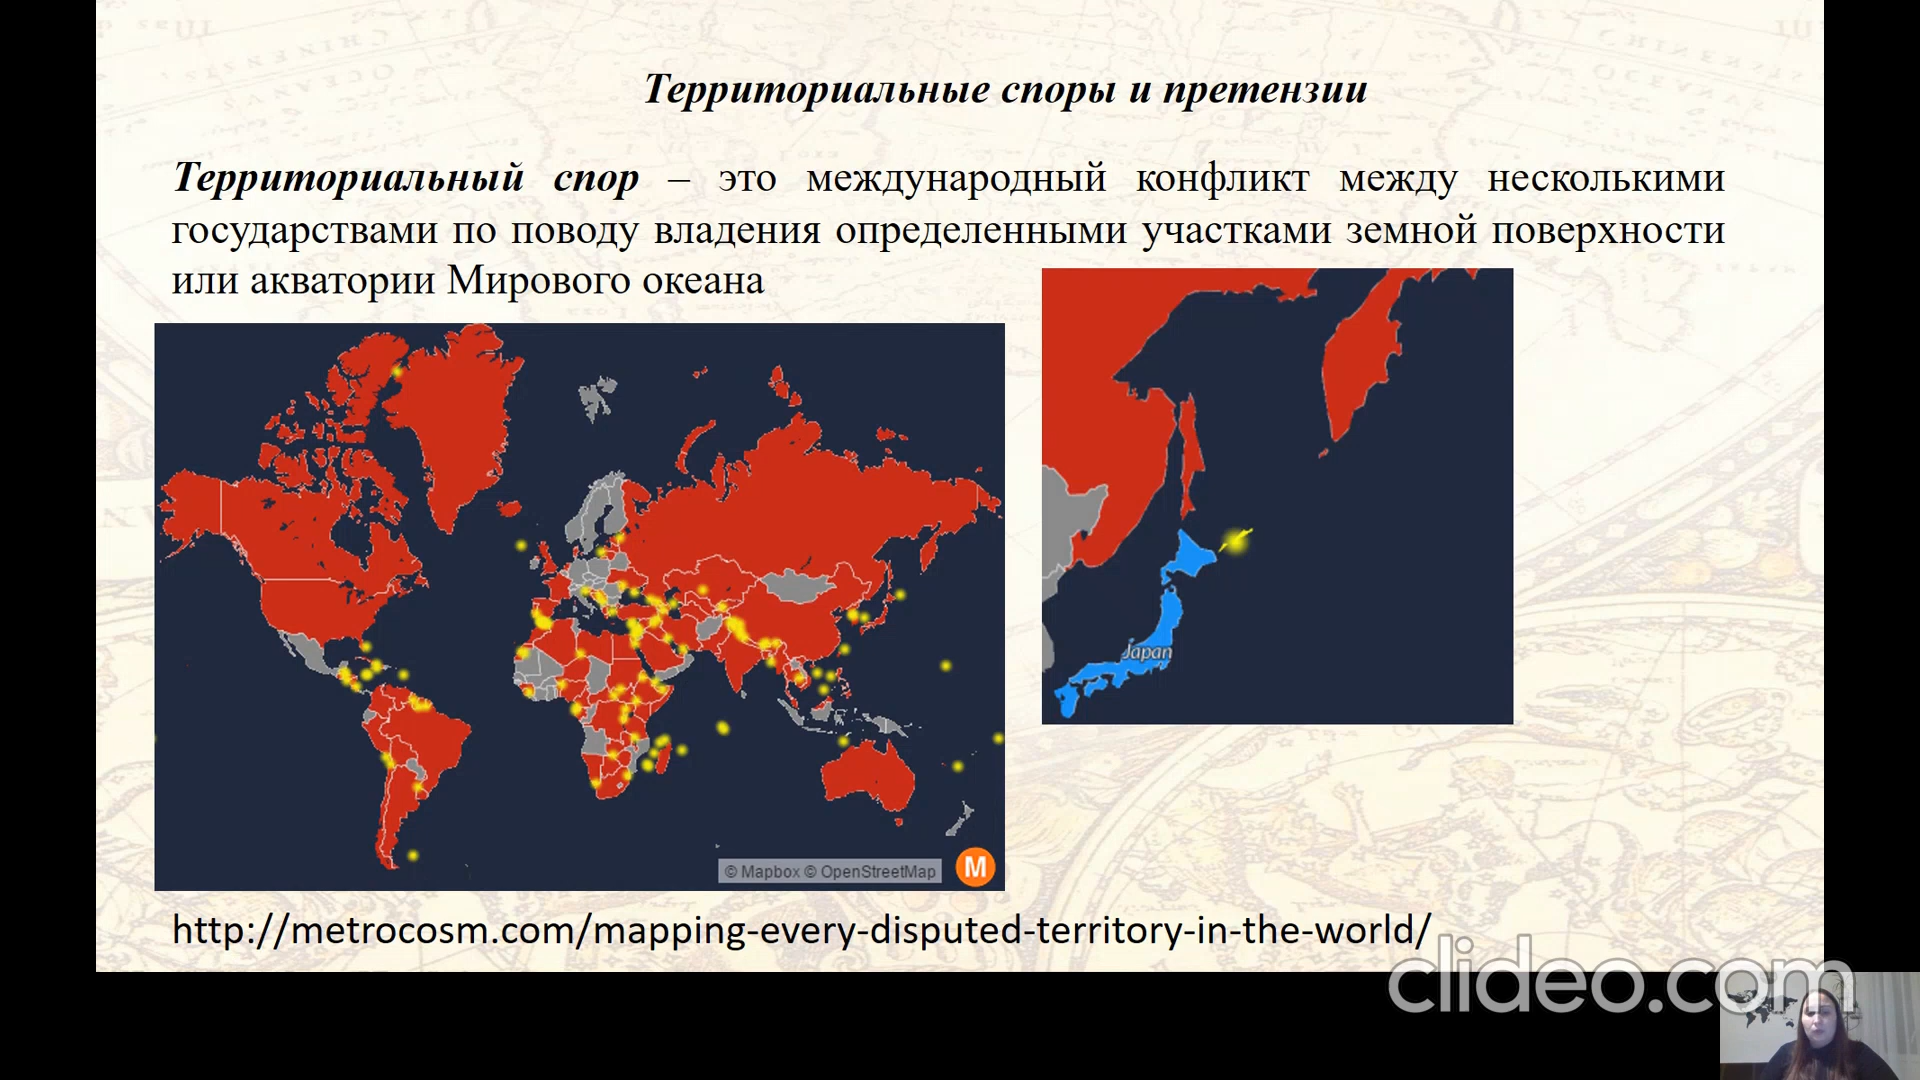 Территориальные споры и претензии
Территориальный спор – это международный конфликт между несколькими
государствами по поводу владения определенными участками земной поверхности
или акватории Мирового океана
Japan
© Mapbox © OpenStreetMap
M
http://metrocosm.com/mapping-every-disputed-territory-in-the-world/
clideo.com